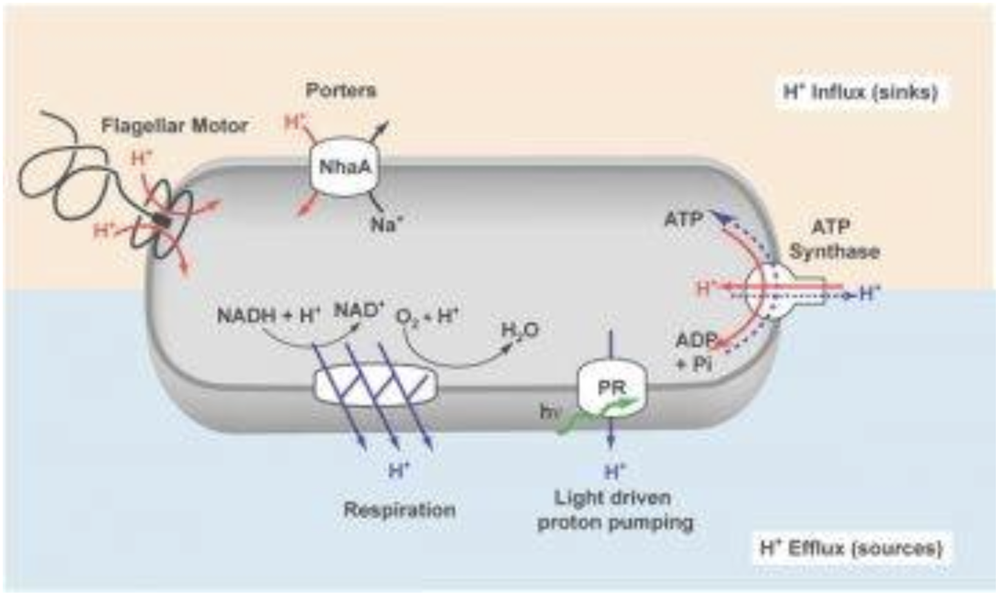 Porters
H⁺ Influx (sinks)
Flagellar Motor
H⁺
H⁺
NhaA
H⁺
Na⁺
ATP
ATP
Synthase
H⁺
H⁺
NADH + H⁺
NAD⁺
O₂ + H⁺
H₂O
ADP
+ Pi
PR
hν
H⁺
H⁺
Respiration
Light driven
proton pumping
H⁺ Efflux (sources)